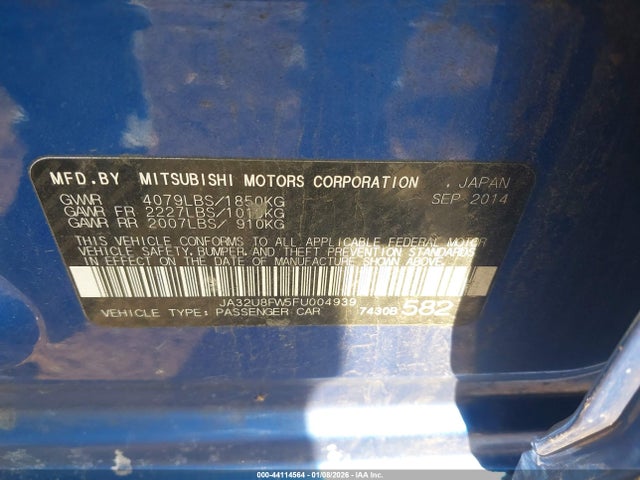 MFD.BY MITSUBISHI MOTORS CORPORATION , JAPAN
GVWR 4079LBS/1850KG SEP 2014
GAWR FR 2227LBS/1010KG
GAWR RR 2007LBS/ 910KG
THIS VEHICLE CONFORMS TO ALL APPLICABLE FEDERAL MOTOR
VEHICLE SAFETY, BUMPER, AND THEFT PREVENTION STANDARDS
IN EFFECT ON THE DATE OF MANUFACTURE SHOWN ABOVE.
JA32U8FW5FU004939
VEHICLE TYPE: PASSENGER CAR 7430B 582
000-44114564 | 01/08/2026 - IAA Inc.